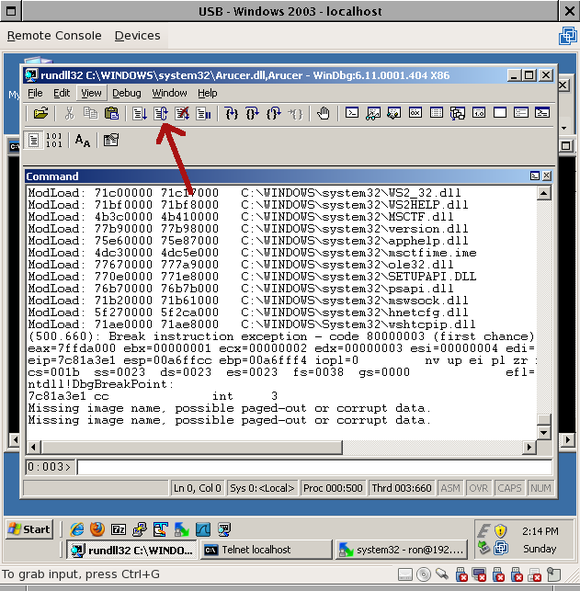 USB - Windows 2003 - localhost
Remote Console Devices
My
rundll32 C:\WINDOWS\system32\Arucer.dll,Arucer - WinDbg:6.11.0001.404 X86
File Edit View Debug Window Help
101
101
AA
Command
ModLoad: 71c00000 71c17000 C:\WINDOWS\system32\WS2_32.dll
ModLoad: 71bf0000 71bf8000 C:\WINDOWS\system32\WS2HELP.dll
ModLoad: 4b3c0000 4b410000 C:\WINDOWS\system32\MSCTF.dll
ModLoad: 77b90000 77b98000 C:\WINDOWS\system32\version.dll
ModLoad: 75e60000 75e87000 C:\WINDOWS\system32\apphelp.dll
ModLoad: 4dc30000 4dc5e000 C:\WINDOWS\system32\msctfime.ime
ModLoad: 77670000 777a9000 C:\WINDOWS\system32\ole32.dll
ModLoad: 770e0000 771e8000 C:\WINDOWS\system32\SETUPAPI.DLL
ModLoad: 76b70000 76b7b000 C:\WINDOWS\system32\psapi.dll
ModLoad: 71b20000 71b61000 C:\WINDOWS\system32\mswsock.dll
ModLoad: 5f270000 5f2ca000 C:\WINDOWS\system32\hnetcfg.dll
ModLoad: 71ae0000 71ae8000 C:\WINDOWS\System32\wshtcpip.dll
(500.660): Break instruction exception - code 80000003 (first chance)
eax=7ffda000 ebx=00000001 ecx=00000002 edx=00000003 esi=00000004 edi=
eip=7c81a3e1 esp=00a6ffcc ebp=00a6fff4 iopl=0 nv up ei pl zr
cs=001b ss=0023 ds=0023 es=0023 fs=0038 gs=0000 efl=
ntdll!DbgBreakPoint:
7c81a3e1 cc int 3
Missing image name, possible paged-out or corrupt data.
Missing image name, possible paged-out or corrupt data.
0:003>
Ln 0, Col 0 Sys 0:<Local> Proc 000:500 Thrd 003:660 ASM OVR CAPS NUM
Start
2:14 PM
Sunday
rundll32 C:\WINDO... Telnet localhost system32 - ron@192....
To grab input, press Ctrl+G